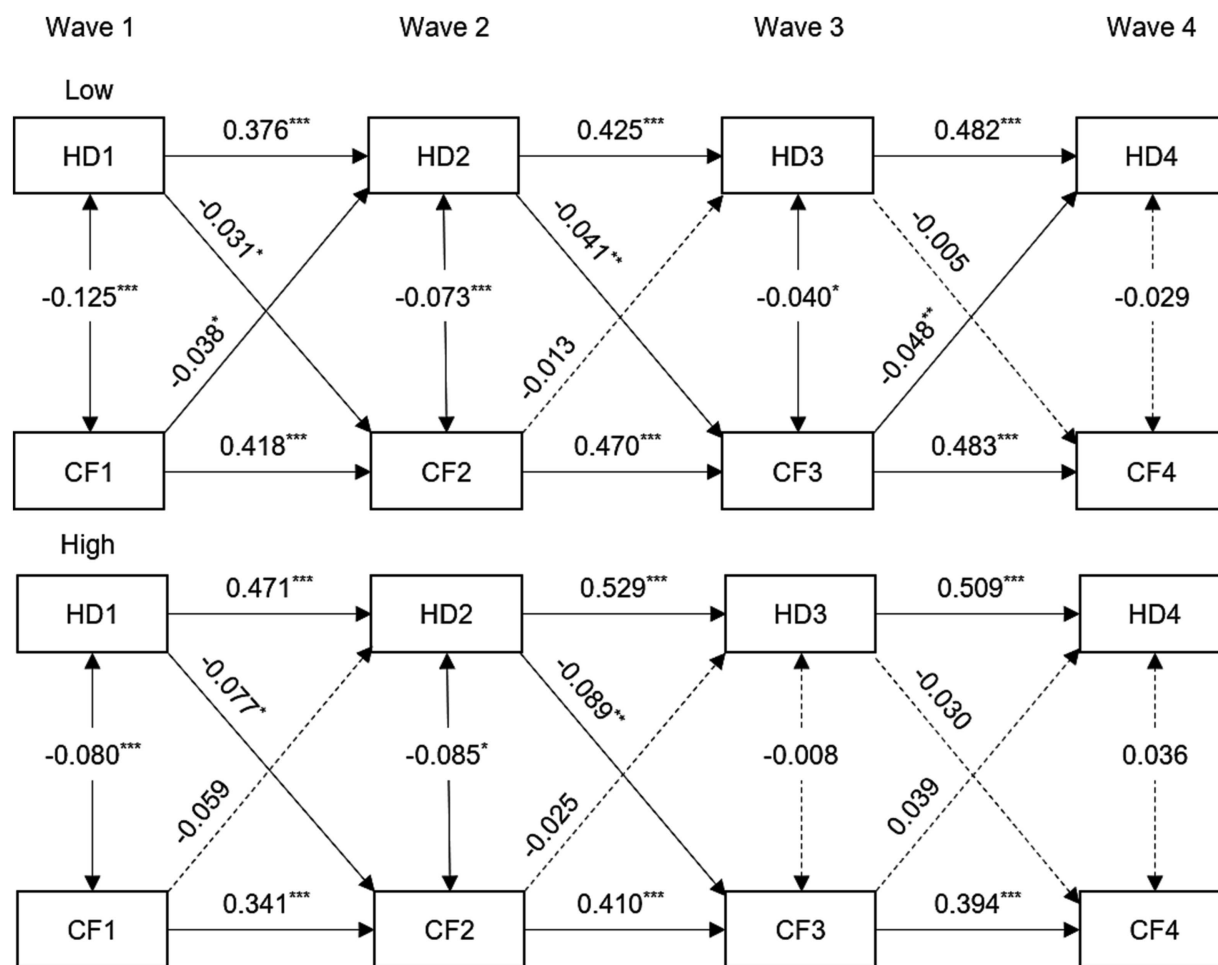 Wave 1 Wave 2 Wave 3 Wave 4
Low
0.376*** 0.425*** 0.482***
HD1 HD2 HD3 HD4
-0.031* -0.041** -0.005
-0.125*** -0.073*** -0.040* -0.029
-0.038* -0.013 -0.048**
0.418*** 0.470*** 0.483***
CF1 CF2 CF3 CF4
High
0.471*** 0.529*** 0.509***
HD1 HD2 HD3 HD4
-0.077* -0.089** -0.030
-0.080*** -0.085* -0.008 0.036
-0.059 -0.025 0.039
0.341*** 0.410*** 0.394***
CF1 CF2 CF3 CF4